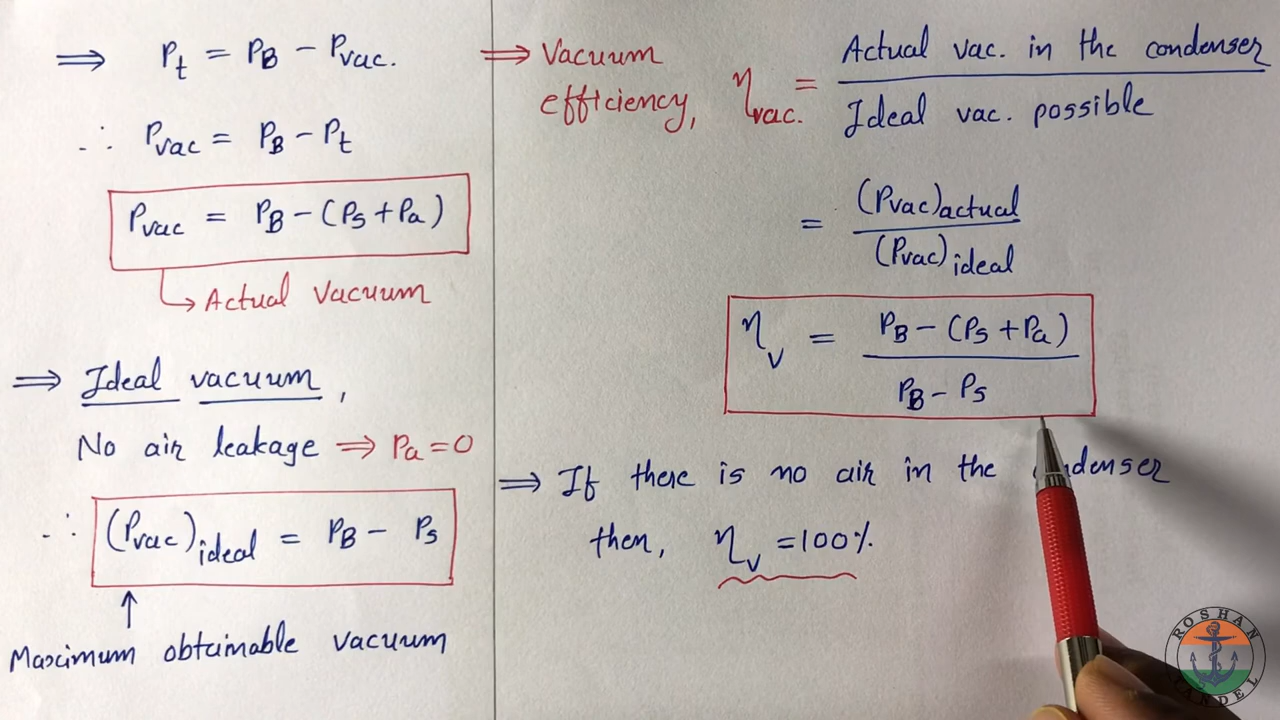 ⇒ Pt = PB - Pvac.
∴ Pvac = PB - Pt
Pvac = PB - (Ps + Pa)
↳ Actual vacuum
⇒ Ideal vacuum,
No air leakage ⇒ Pa = 0
∴ (Pvac)ideal = PB - Ps
↑
Maximum obtainable vacuum
⇒ Vacuum
efficiency, ηvac. =
Actual vac. in the condenser
Ideal vac. possible
= (Pvac)actual
(Pvac)ideal
ηv = PB - (Ps + Pa)
PB - Ps
⇒ If there is no air in the condenser
then, ηv = 100%.
ROSHAN